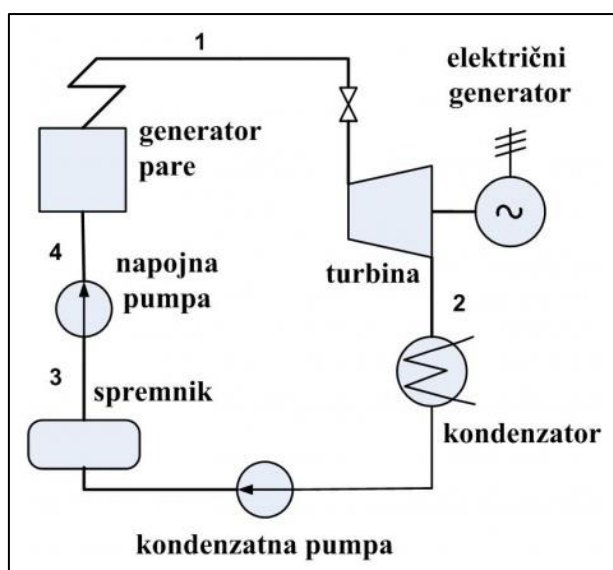 1
električni
generator
generator
pare
4
napojna
pumpa
turbina
2
3
spremnik
kondenzator
kondenzatna pumpa